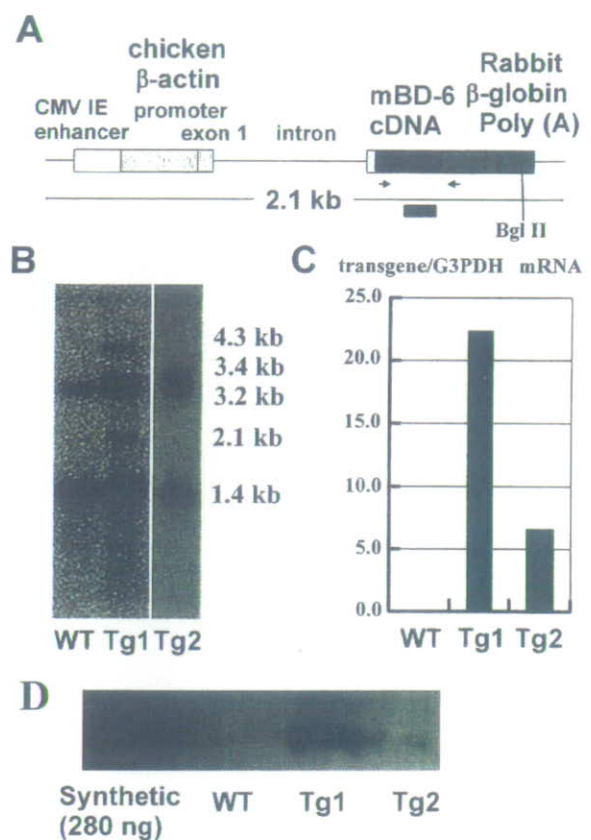 A
chicken
β-actin
CMV IE
enhancer
promoter
exon 1
intron
mBD-6
cDNA
Rabbit
β-globin
Poly (A)
2.1 kb
Bgl II
B
4.3 kb
3.4 kb
3.2 kb
2.1 kb
1.4 kb
WT Tg1 Tg2
C
transgene/G3PDH mRNA
25.0
20.0
15.0
10.0
5.0
0.0
WT Tg1 Tg2
D
Synthetic
(280 ng)
WT Tg1 Tg2